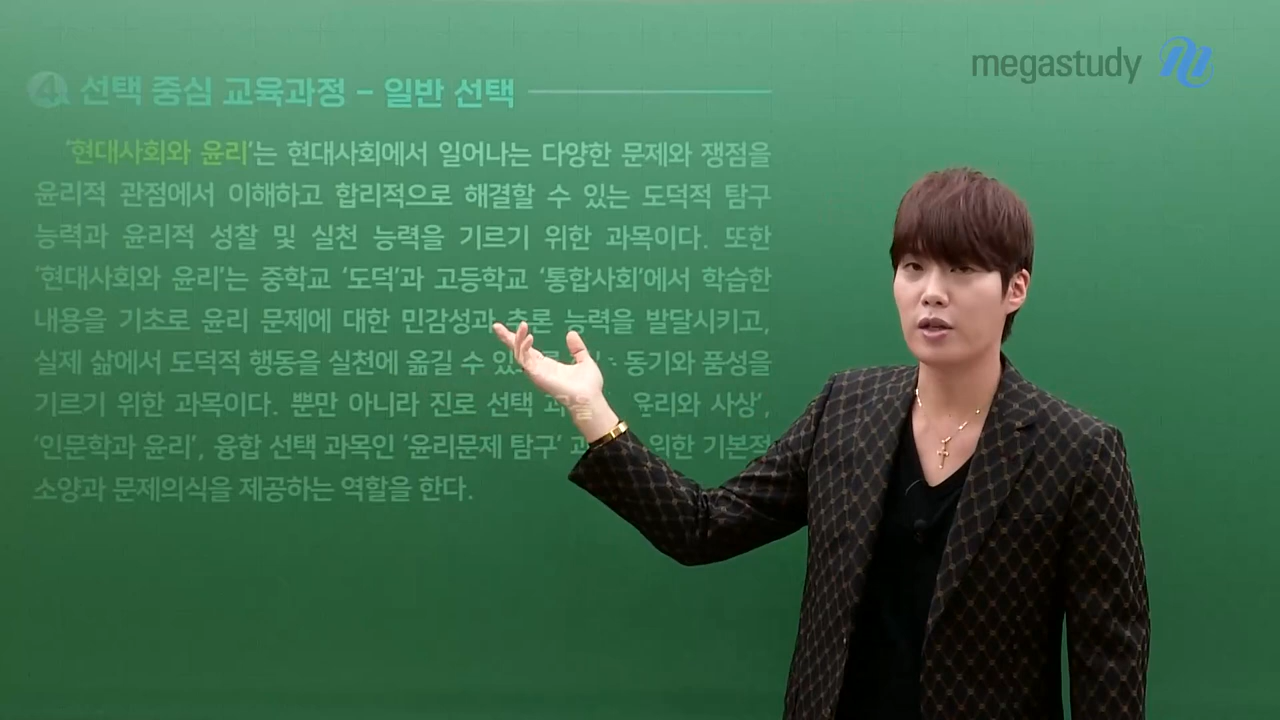 megastudy
4 선택 중심 교육과정 - 일반 선택
'현대사회와 윤리'는 현대사회에서 일어나는 다양한 문제와 쟁점을
윤리적 관점에서 이해하고 합리적으로 해결할 수 있는 도덕적 탐구
능력과 윤리적 성찰 및 실천 능력을 기르기 위한 과목이다. 또한
'현대사회와 윤리'는 중학교 '도덕'과 고등학교 '통합사회'에서 학습한
내용을 기초로 윤리 문제에 대한 민감성과 추론 능력을 발달시키고,
실제 삶에서 도덕적 행동을 실천에 옮길 수 동기와 품성을
기르기 위한 과목이다. 뿐만 아니라 진로 선택 윤리와 사상',
'인문학과 윤리', 융합 선택 과목인 '윤리문제 탐구' 위한 기본적
소양과 문제의식을 제공하는 역할을 한다.